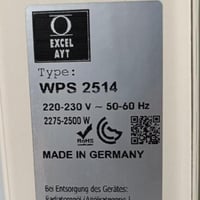 EXCEL
AYT
Type:
WPS 2514
220-230 V ~ 50-60 Hz
2275-2500 W
MADE IN GERMANY
Bei Entsorgung des Gerätes: